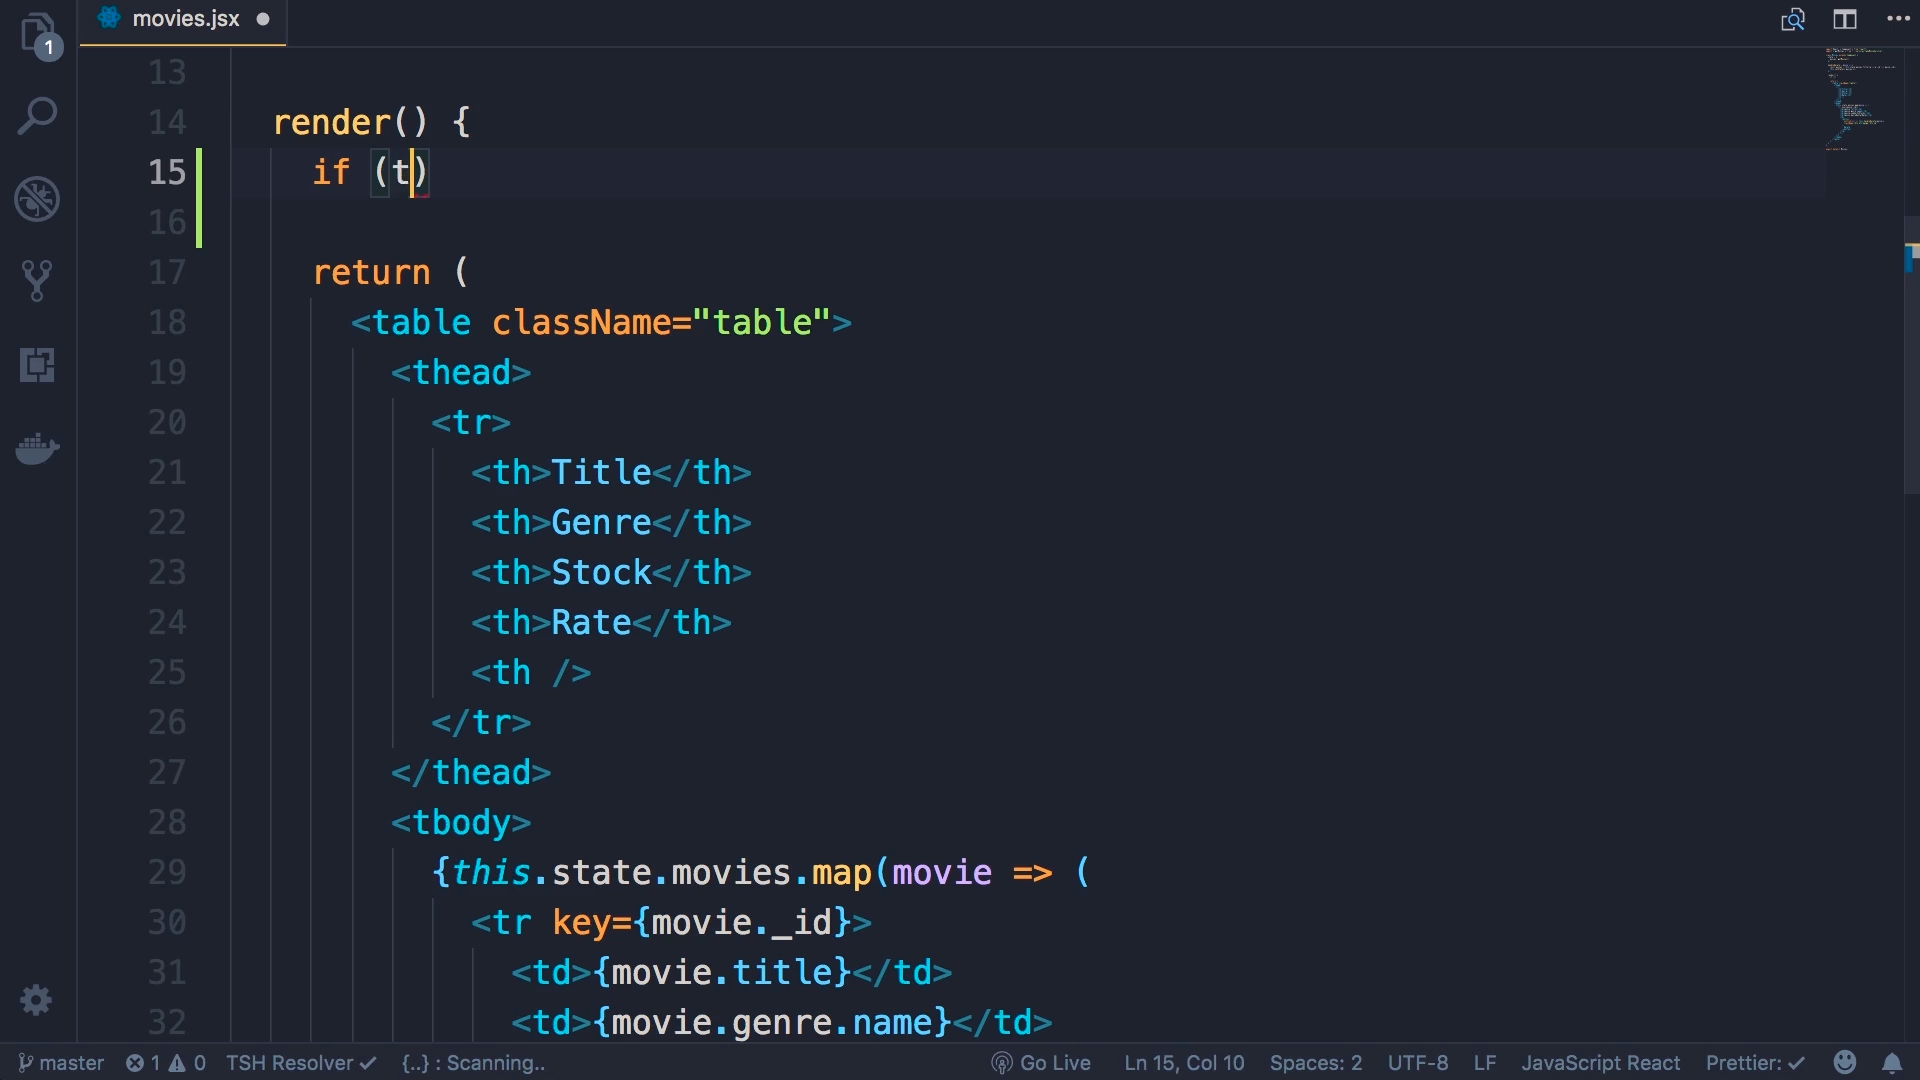 movies.jsx
1
13
14 render() {
15 if (t)
16
17 return (
18 <table className="table">
19 <thead>
20 <tr>
21 <th>Title</th>
22 <th>Genre</th>
23 <th>Stock</th>
24 <th>Rate</th>
25 <th />
26 </tr>
27 </thead>
28 <tbody>
29 {this.state.movies.map(movie => (
30 <tr key={movie._id}>
31 <td>{movie.title}</td>
32 <td>{movie.genre.name}</td>
master 1 0 TSH Resolver {..} : Scanning.. Go Live Ln 15, Col 10 Spaces: 2 UTF-8 LF JavaScript React Prettier: